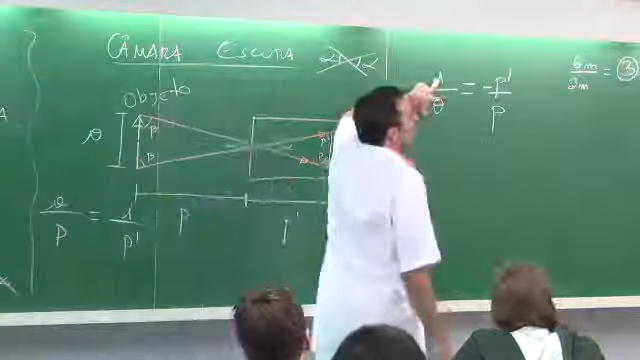 CÂMARA ESCURA
Objeto
o
β
β
o/p = i/p'
p
p'
i/o = -p'/p
6m/2m = 3